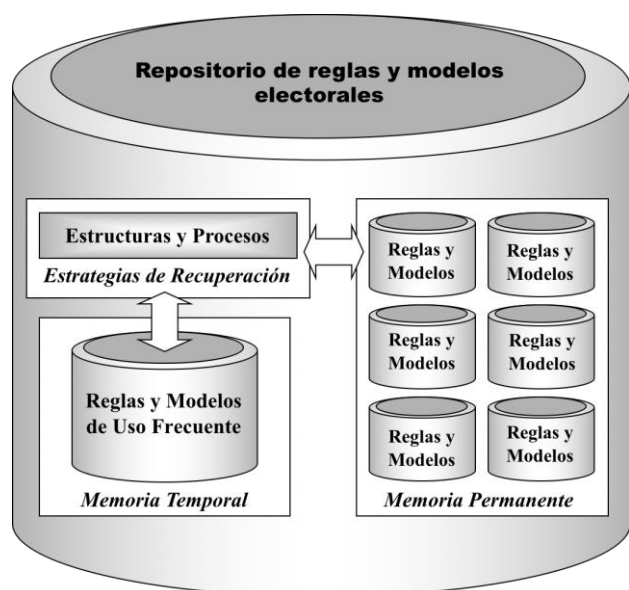 Repositorio de reglas y modelos
electorales
Estructuras y Procesos
Estrategias de Recuperación
Reglas y Modelos
de Uso Frecuente
Memoria Temporal
Reglas y
Modelos
Reglas y
Modelos
Reglas y
Modelos
Reglas y
Modelos
Reglas y
Modelos
Reglas y
Modelos
Memoria Permanente